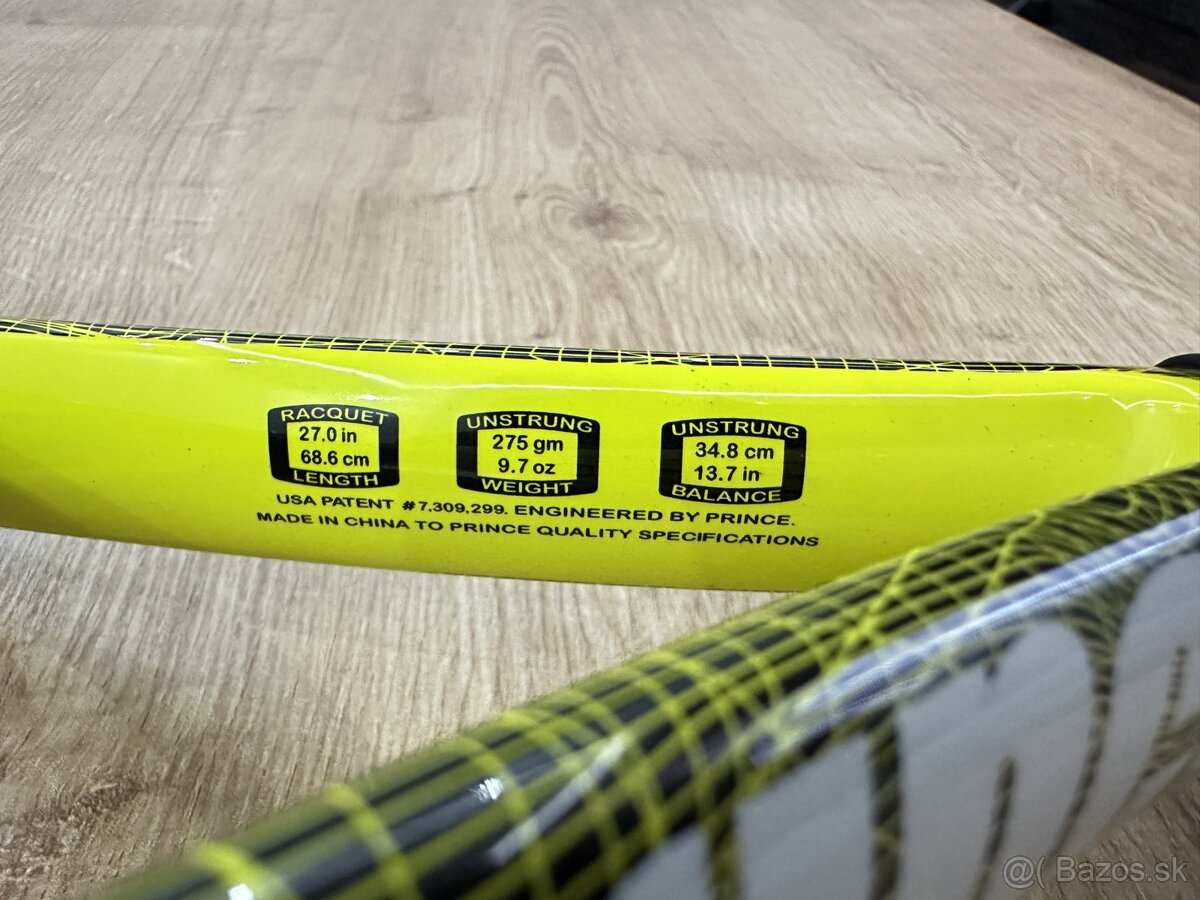 RACQUET
27.0 in
68.6 cm
LENGTH
UNSTRUNG
275 gm
9.7 oz
WEIGHT
UNSTRUNG
34.8 cm
13.7 in
BALANCE
USA PATENT #7,309,299. ENGINEERED BY PRINCE.
MADE IN CHINA TO PRINCE QUALITY SPECIFICATIONS
@( Bazos.sk